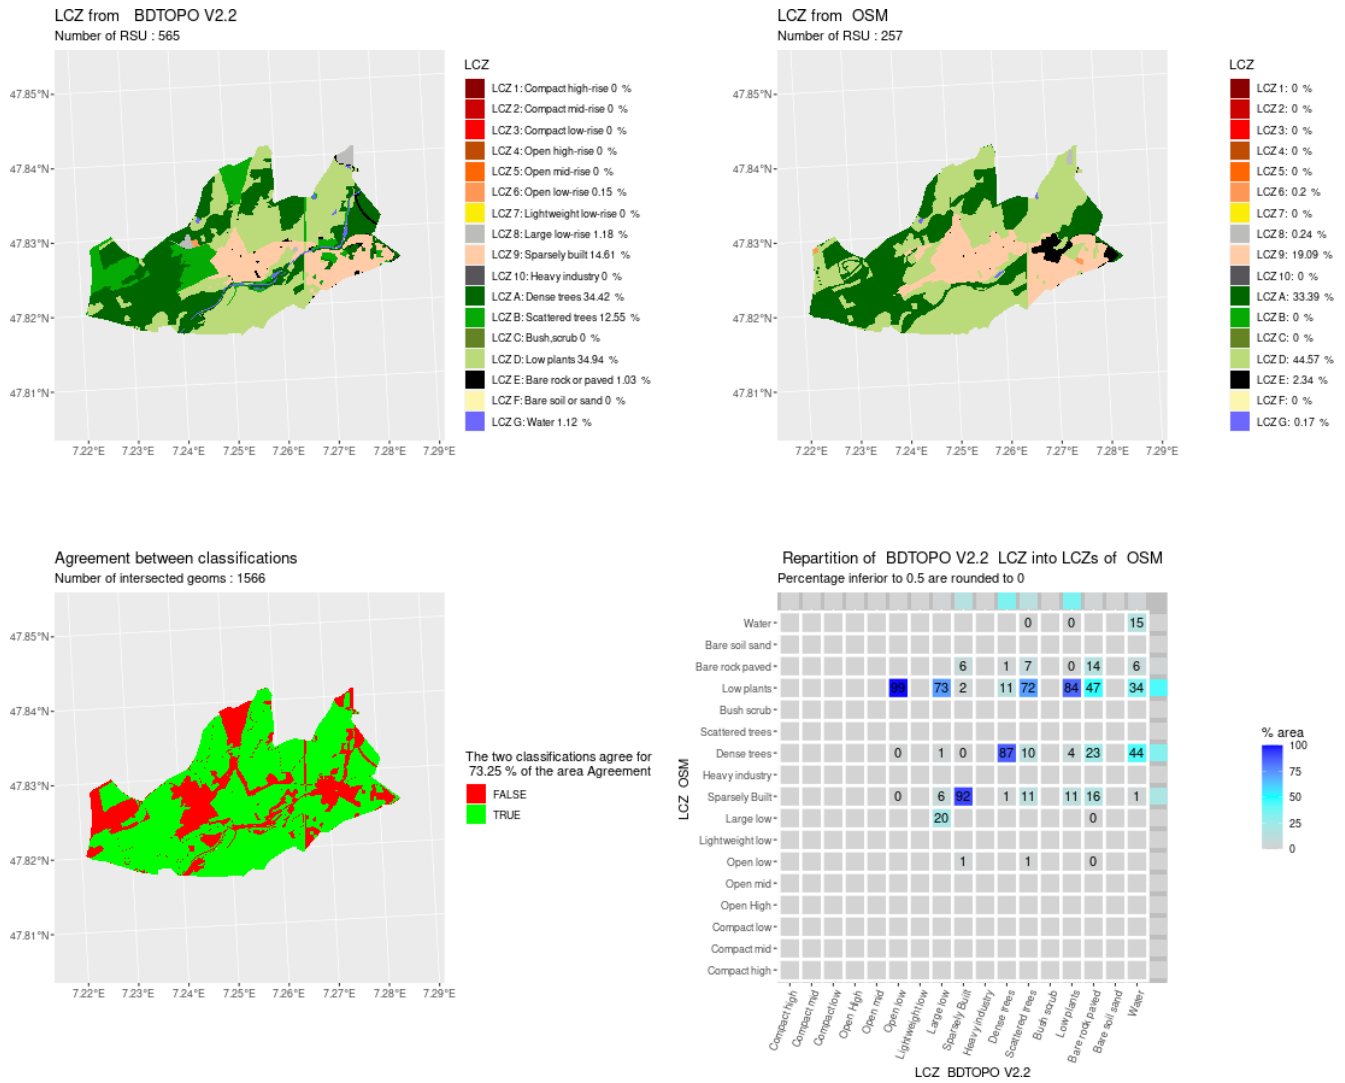 LCZ from BDTOPO V2.2
Number of RSU : 565
47.85°N
47.84°N
47.83°N
47.82°N
47.81°N
7.22°E 7.23°E 7.24°E 7.25°E 7.26°E 7.27°E 7.28°E 7.29°E
LCZ
LCZ 1: Compact high-rise 0 %
LCZ 2: Compact mid-rise 0 %
LCZ 3: Compact low-rise 0 %
LCZ 4: Open high-rise 0 %
LCZ 5: Open mid-rise 0 %
LCZ 6: Open low-rise 0.15 %
LCZ 7: Lightweight low-rise 0 %
LCZ 8: Large low-rise 1.18 %
LCZ 9: Sparsely built 14.61 %
LCZ 10: Heavy industry 0 %
LCZ A: Dense trees 34.42 %
LCZ B: Scattered trees 12.55 %
LCZ C: Bush,scrub 0 %
LCZ D: Low plants 34.94 %
LCZ E: Bare rock or paved 1.03 %
LCZ F: Bare soil or sand 0 %
LCZ G: Water 1.12 %
LCZ from OSM
Number of RSU : 257
47.85°N
47.84°N
47.83°N
47.82°N
47.81°N
7.22°E 7.23°E 7.24°E 7.25°E 7.26°E 7.27°E 7.28°E 7.29°E
LCZ
LCZ 1: 0 %
LCZ 2: 0 %
LCZ 3: 0 %
LCZ 4: 0 %
LCZ 5: 0 %
LCZ 6: 0.2 %
LCZ 7: 0 %
LCZ 8: 0.24 %
LCZ 9: 19.09 %
LCZ 10: 0 %
LCZ A: 33.39 %
LCZ B: 0 %
LCZ C: 0 %
LCZ D: 44.57 %
LCZ E: 2.34 %
LCZ F: 0 %
LCZ G: 0.17 %
Agreement between classifications
Number of intersected geoms : 1566
47.85°N
47.84°N
47.83°N
47.82°N
47.81°N
7.22°E 7.23°E 7.24°E 7.25°E 7.26°E 7.27°E 7.28°E 7.29°E
The two classifications agree for
73.25 % of the area Agreement
FALSE
TRUE
Repartition of BDTOPO V2.2 LCZ into LCZs of OSM
Percentage inferior to 0.5 are rounded to 0
LCZ OSM
Water 0 0 15
Bare soil sand
Bare rock paved 6 1 7 0 14 6
Low plants 99 73 2 11 72 84 47 34
Bush scrub
Scattered trees
Dense trees 0 1 0 87 10 4 23 44
Heavy industry
Sparsely Built 0 6 92 1 11 11 16 1
Large low 20 0
Lightweight low
Open low 1 1 0
Open mid
Open High
Compact low
Compact mid
Compact high
Compact high
Compact mid
Compact low
Open High
Open mid
Open low
Lightweight low
Large low
Sparsely Built
Heavy industry
Dense trees
Scattered trees
Bush scrub
Low plants
Bare rock paved
Bare soil sand
Water
LCZ BDTOPO V2.2
% area
100
75
50
25
0